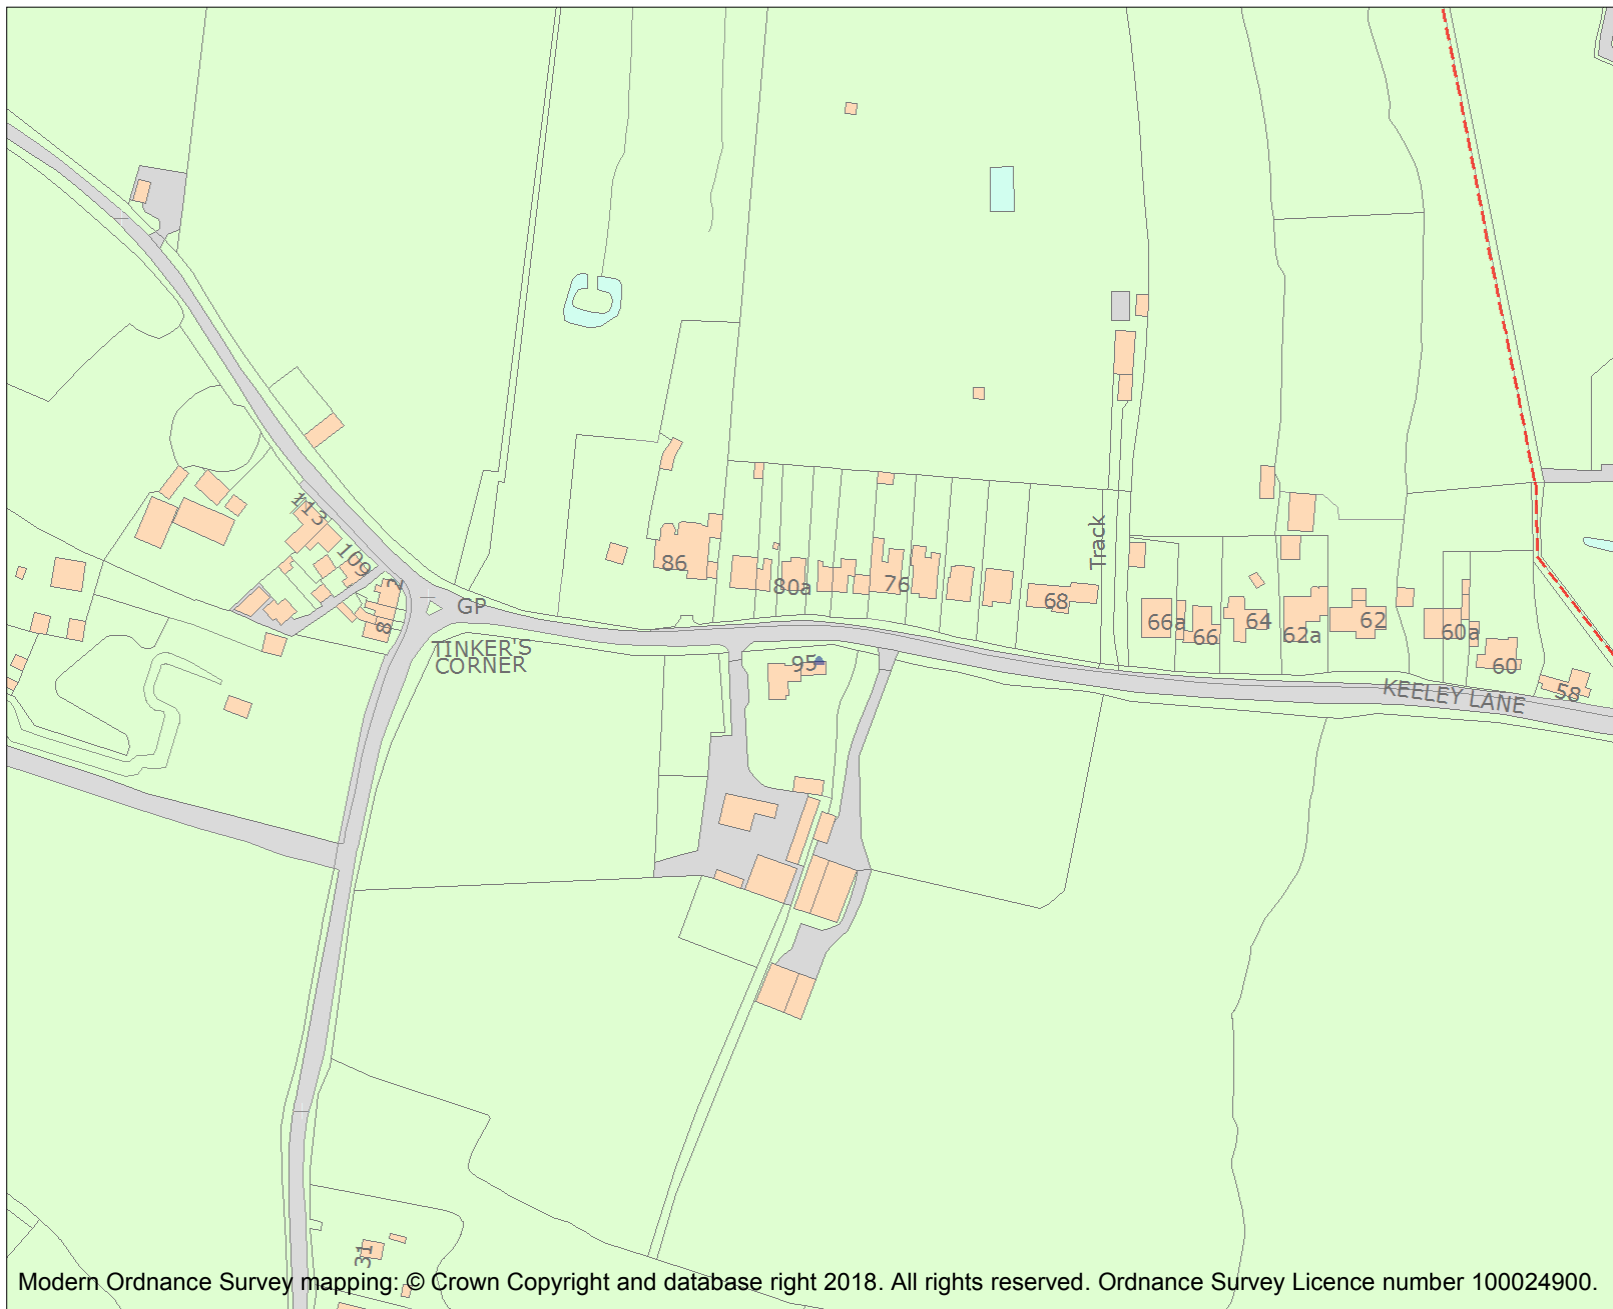 113
109
2
8
GP
TINKER'S
CORNER
86
80a
76
68
Track
66a
66
64
62a
62
60a
60
58
KEELEY LANE
95
31
Modern Ordnance Survey mapping: © Crown Copyright and database right 2018. All rights reserved. Ordnance Survey Licence number 100024900.